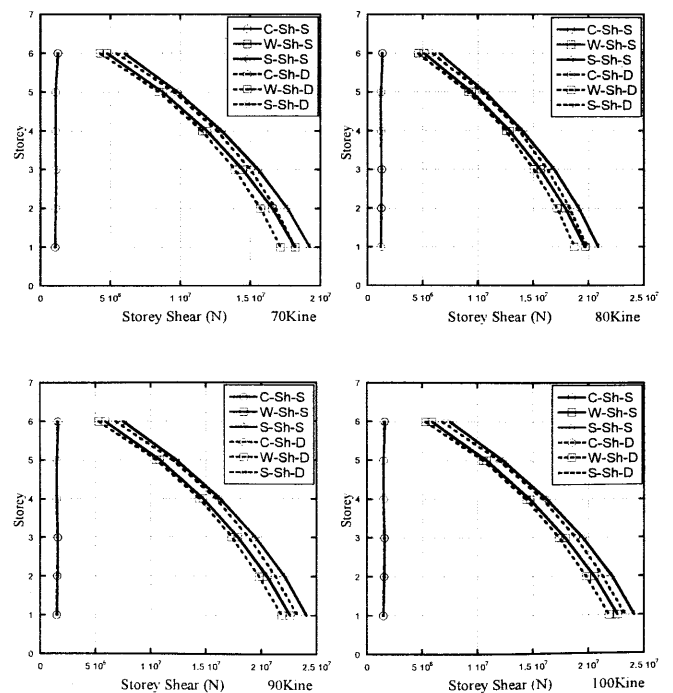 7
6
5
4
3
2
1
0
Storey
C-Sh-S
W-Sh-S
S-Sh-S
C-Sh-D
W-Sh-D
S-Sh-D
0 5 10⁶ 1 10⁷ 1.5 10⁷ 2 10⁷
Storey Shear (N) 70Kine
7
6
5
4
3
2
1
0
Storey
C-Sh-S
W-Sh-S
S-Sh-S
C-Sh-D
W-Sh-D
S-Sh-D
0 5 10⁶ 1 10⁷ 1.5 10⁷ 2 10⁷ 2.5 10⁷
Storey Shear (N) 80Kine
7
6
5
4
3
2
1
0
Storey
C-Sh-S
W-Sh-S
S-Sh-S
C-Sh-D
W-Sh-D
S-Sh-D
0 5 10⁶ 1 10⁷ 1.5 10⁷ 2 10⁷ 2.5 10⁷
Storey Shear (N) 90Kine
7
6
5
4
3
2
1
0
Storey
C-Sh-S
W-Sh-S
S-Sh-S
C-Sh-D
W-Sh-D
S-Sh-D
0 5 10⁶ 1 10⁷ 1.5 10⁷ 2 10⁷ 2.5 10⁷
Storey Shear (N) 100Kine